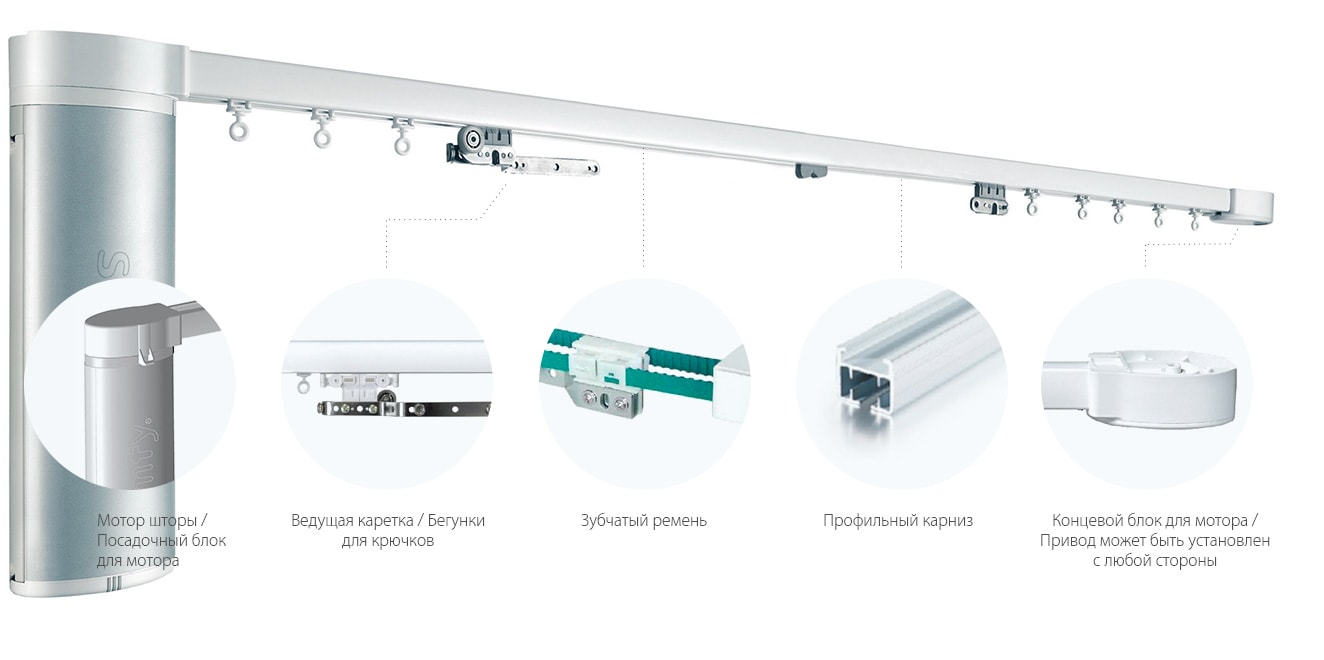 S
mfy®
Мотор шторы /
Посадочный блок
для мотора
Ведущая каретка / Бегунки
для крючков
Зубчатый ремень
Профильный карниз
Концевой блок для мотора /
Привод может быть установлен
с любой стороны